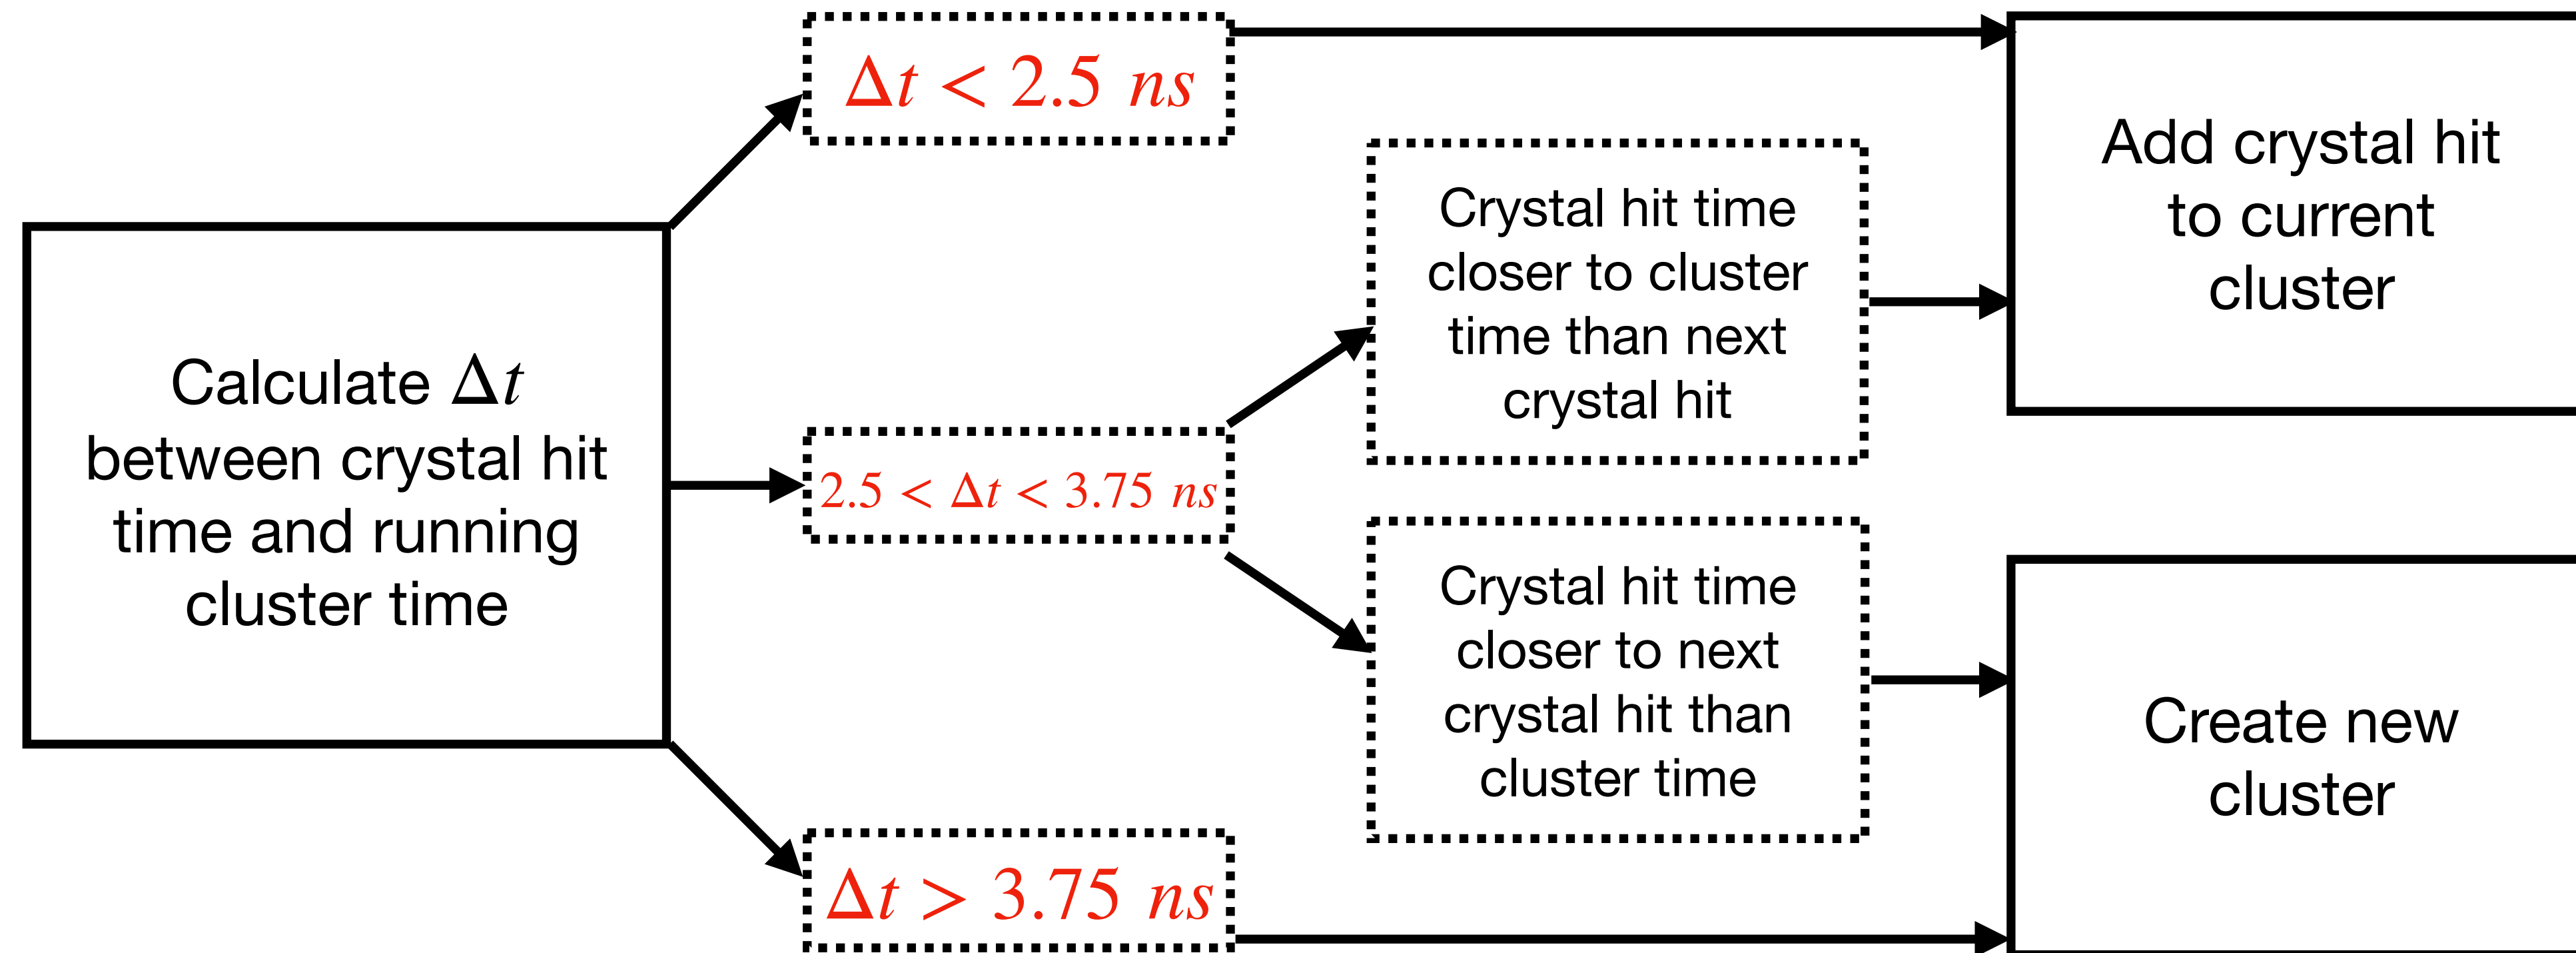 Calculate Δt
between crystal hit
time and running
cluster time
Δt < 2.5 ns
2.5 < Δt < 3.75 ns
Δt > 3.75 ns
Crystal hit time
closer to cluster
time than next
crystal hit
Crystal hit time
closer to next
crystal hit than
cluster time
Add crystal hit
to current
cluster
Create new
cluster